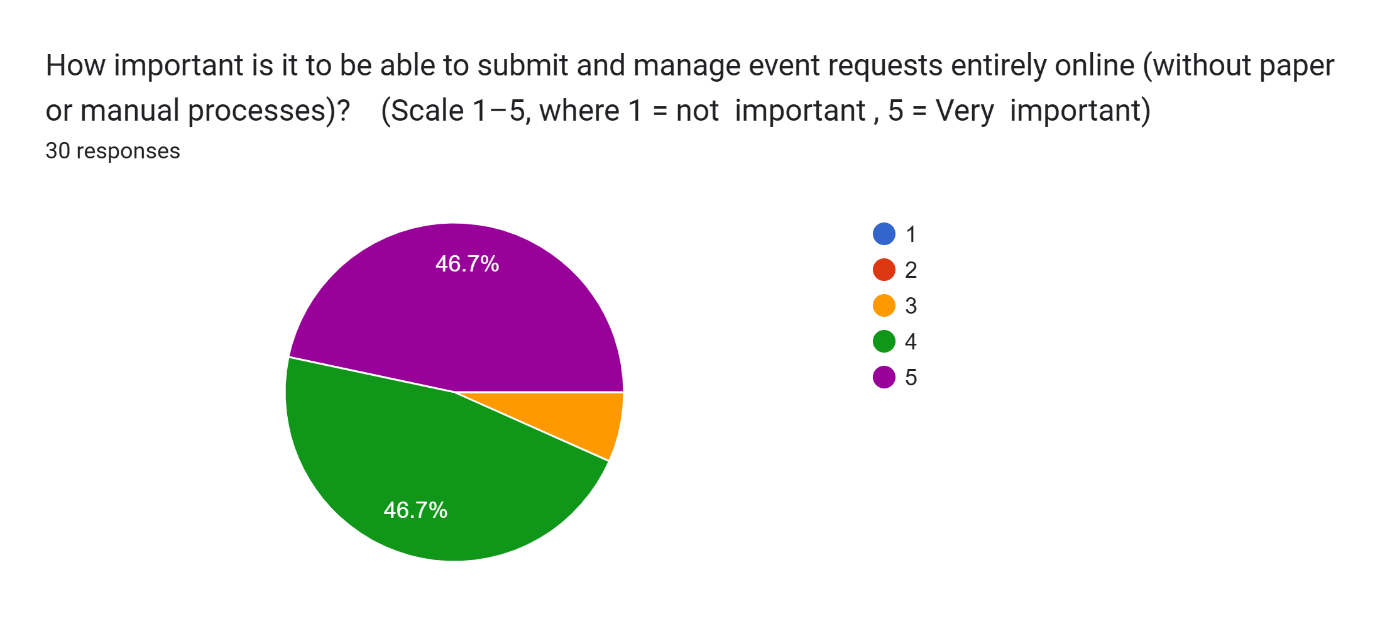 How important is it to be able to submit and manage event requests entirely online (without paper
or manual processes)?    (Scale 1–5, where 1 = not  important , 5 = Very  important)
30 responses
46.7%
46.7%
1
2
3
4
5